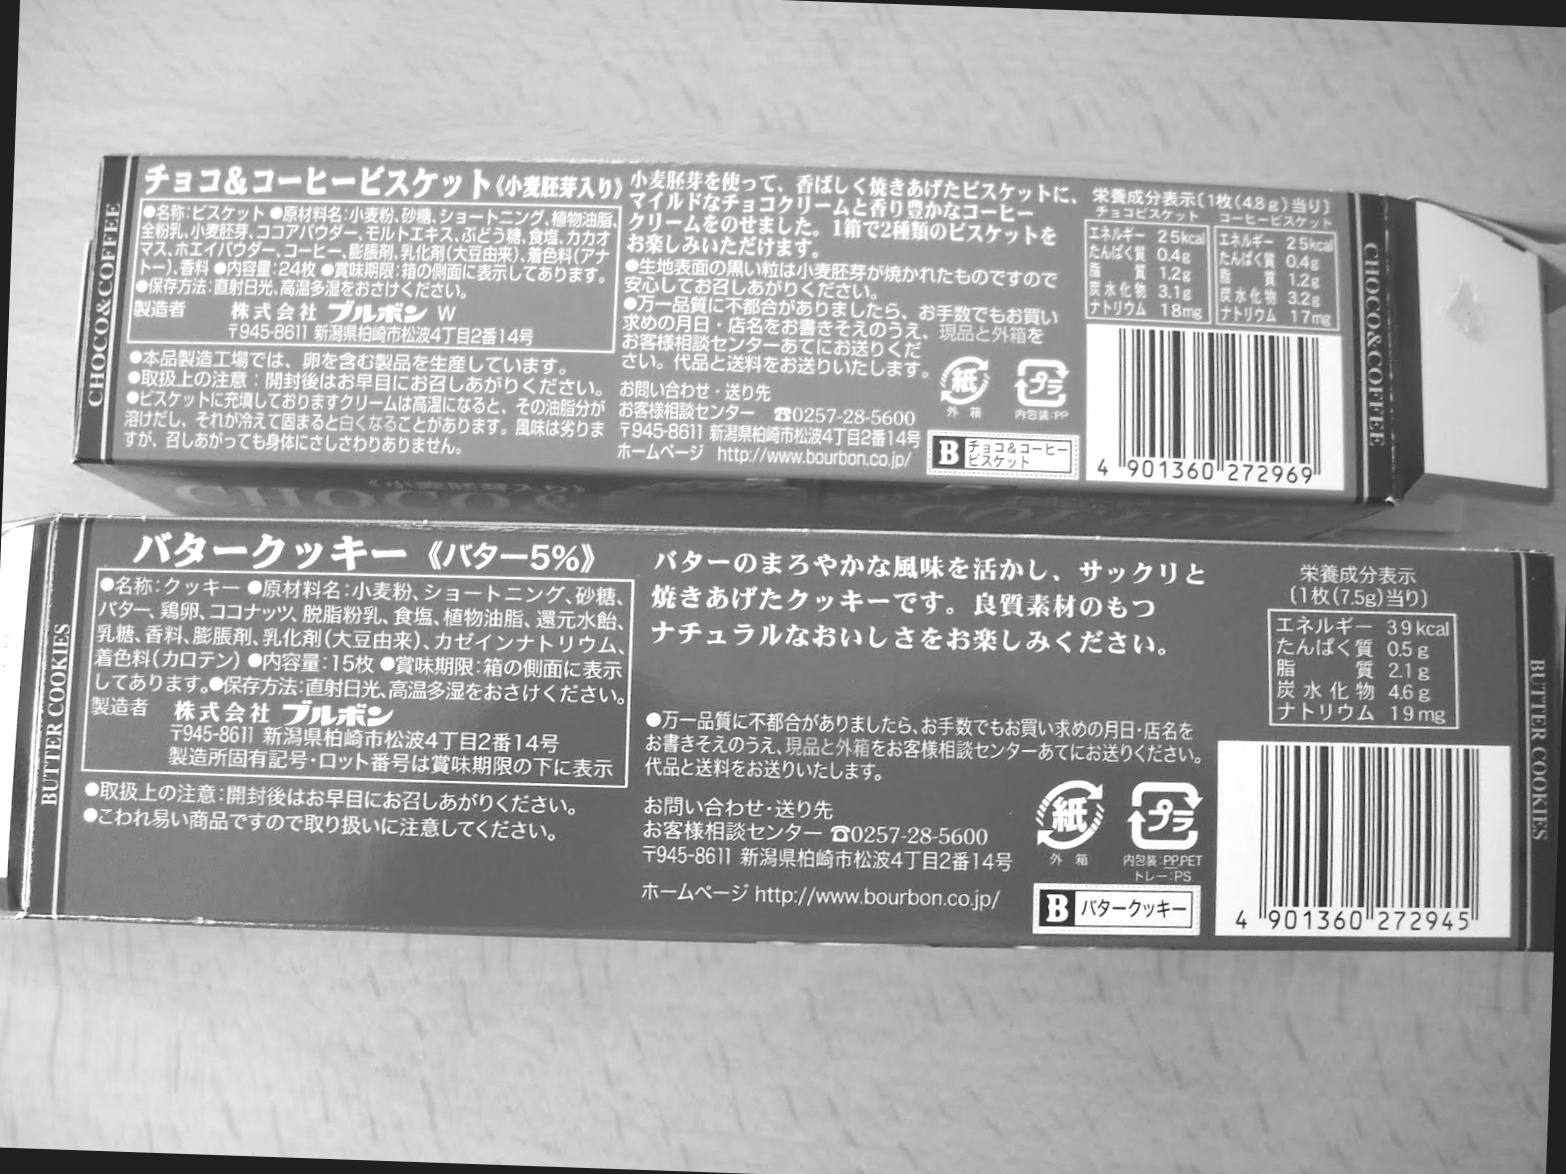 チョコ&コーヒービスケット《小麦胚芽入り》
●名称:ビスケット ●原材料名:小麦粉、砂糖、ショートニング、植物油脂、
全粉乳、小麦胚芽、ココアパウダー、モルトエキス、ぶどう糖、食塩、カカオ
マス、ホエイパウダー、コーヒー、膨脹剤、乳化剤(大豆由来)、着色料(アナ
トー)、香料 ●内容量:24枚 ●賞味期限:箱の側面に表示してあります。
●保存方法:直射日光、高温多湿をおさけください。
製造者 株式会社 ブルボン W
〒945-8611 新潟県柏崎市松波4丁目2番14号
●本品製造工場では、卵を含む製品を生産しています。
●取扱上の注意:開封後はお早目にお召しあがりください。
●ビスケットに充填しておりますクリームは高温になると、その油脂分が
溶けだし、それが冷えて固まると白くなることがあります。風味は劣りま
すが、召しあがっても身体にさしさわりありません。
小麦胚芽を使って、香ばしく焼きあげたビスケットに、
マイルドなチョコクリームと香り豊かなコーヒー
クリームをのせました。1箱で2種類のビスケットを
お楽しみいただけます。
●生地表面の黒い粒は小麦胚芽が焼かれたものですので
安心してお召しあがりください。
●万一品質に不都合がありましたら、お手数でもお買い
求めの月日・店名をお書きそえのうえ、現品と外箱を
お客様相談センターあてにお送りくだ
さい。代品と送料をお送りいたします。
お問い合わせ・送り先
お客様相談センター ☎0257-28-5600
〒945-8611 新潟県柏崎市松波4丁目2番14号
ホームページ http://www.bourbon.co.jp/
紙
外箱
プラ
内包装:PP
B チョコ&コーヒー
ビスケット
栄養成分表示〔1枚(4.8g)当り〕
チョコビスケット コーヒービスケット
エネルギー 25kcal エネルギー 25kcal
たんぱく質 0.4g たんぱく質 0.4g
脂質 1.2g 脂質 1.2g
炭水化物 3.1g 炭水化物 3.2g
ナトリウム 18mg ナトリウム 17mg
4 901360 272969
CHOCO&COFFEE
CHOCO&COFFEE
《小麦胚芽入り》
CHOCO&
バタークッキー《バター5%》
●名称:クッキー ●原材料名:小麦粉、ショートニング、砂糖、
バター、鶏卵、ココナッツ、脱脂粉乳、食塩、植物油脂、還元水飴、
乳糖、香料、膨脹剤、乳化剤(大豆由来)、カゼインナトリウム、
着色料(カロテン) ●内容量:15枚 ●賞味期限:箱の側面に表示
してあります。●保存方法:直射日光、高温多湿をおさけください。
製造者 株式会社 ブルボン
〒945-8611 新潟県柏崎市松波4丁目2番14号
製造所固有記号・ロット番号は賞味期限の下に表示
●取扱上の注意:開封後はお早目にお召しあがりください。
●こわれ易い商品ですので取り扱いに注意してください。
バターのまろやかな風味を活かし、サックリと
焼きあげたクッキーです。良質素材のもつ
ナチュラルなおいしさをお楽しみください。
●万一品質に不都合がありましたら、お手数でもお買い求めの月日・店名を
お書きそえのうえ、現品と外箱をお客様相談センターあてにお送りください。
代品と送料をお送りいたします。
お問い合わせ・送り先
お客様相談センター ☎0257-28-5600
〒945-8611 新潟県柏崎市松波4丁目2番14号
ホームページ http://www.bourbon.co.jp/
紙
外箱
プラ
内包装:PP,PET
トレー:PS
B バタークッキー
栄養成分表示
〔1枚(7.5g)当り〕
エネルギー 39kcal
たんぱく質 0.5g
脂質 2.1g
炭水化物 4.6g
ナトリウム 19mg
4 901360 272945
BUTTER COOKIES
BUTTER COOKIES